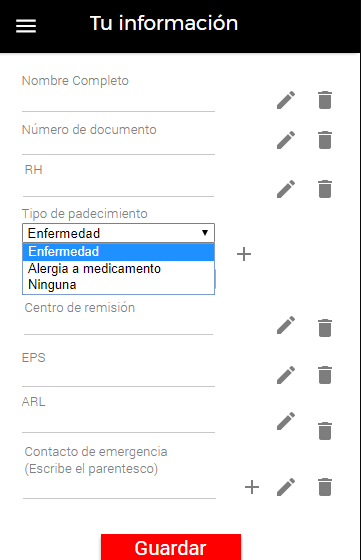 Tu información
Nombre Completo
Número de documento
RH
Tipo de padecimiento
Enfermedad
Enfermedad
Alergia a medicamento
Ninguna
Centro de remisión
EPS
ARL
Contacto de emergencia
(Escribe el parentesco)
Guardar